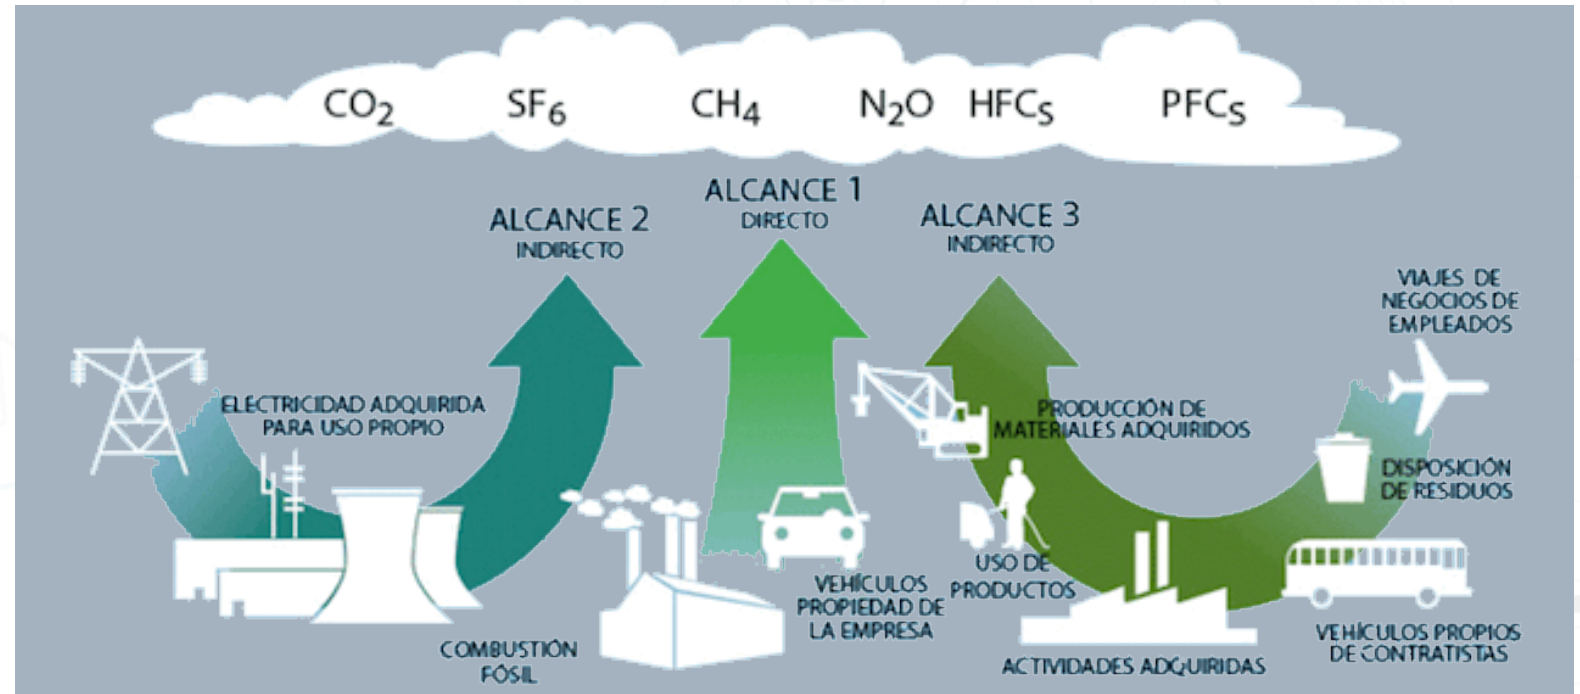 CO₂ SF₆ CH₄ N₂O HFCS PFCS
ALCANCE 1
DIRECTO
ALCANCE 2
INDIRECTO
ALCANCE 3
INDIRECTO
VIAJES DE
NEGOCIOS DE
EMPLEADOS
ELECTRICIDAD ADQUIRIDA
PARA USO PROPIO
PRODUCCIÓN DE
MATERIALES ADQUIRIDOS
DISPOSICIÓN
DE RESIDUOS
USO DE
PRODUCTOS
VEHÍCULOS
PROPIEDAD DE
LA EMPRESA
COMBUSTIÓN
FÓSIL
ACTIVIDADES ADQUIRIDAS
VEHÍCULOS PROPIOS
DE CONTRATISTAS